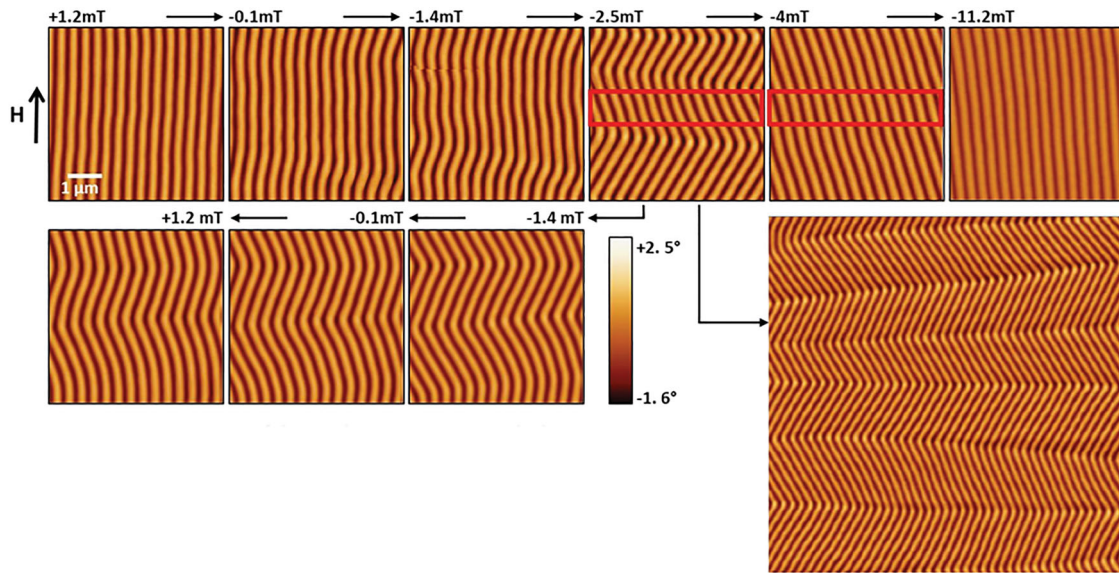 +1.2mT
-0.1mT
-1.4mT
-2.5mT
-4mT
-11.2mT
H
1 µm
+1.2 mT
-0.1mT
-1.4 mT
+2. 5°
-1. 6°